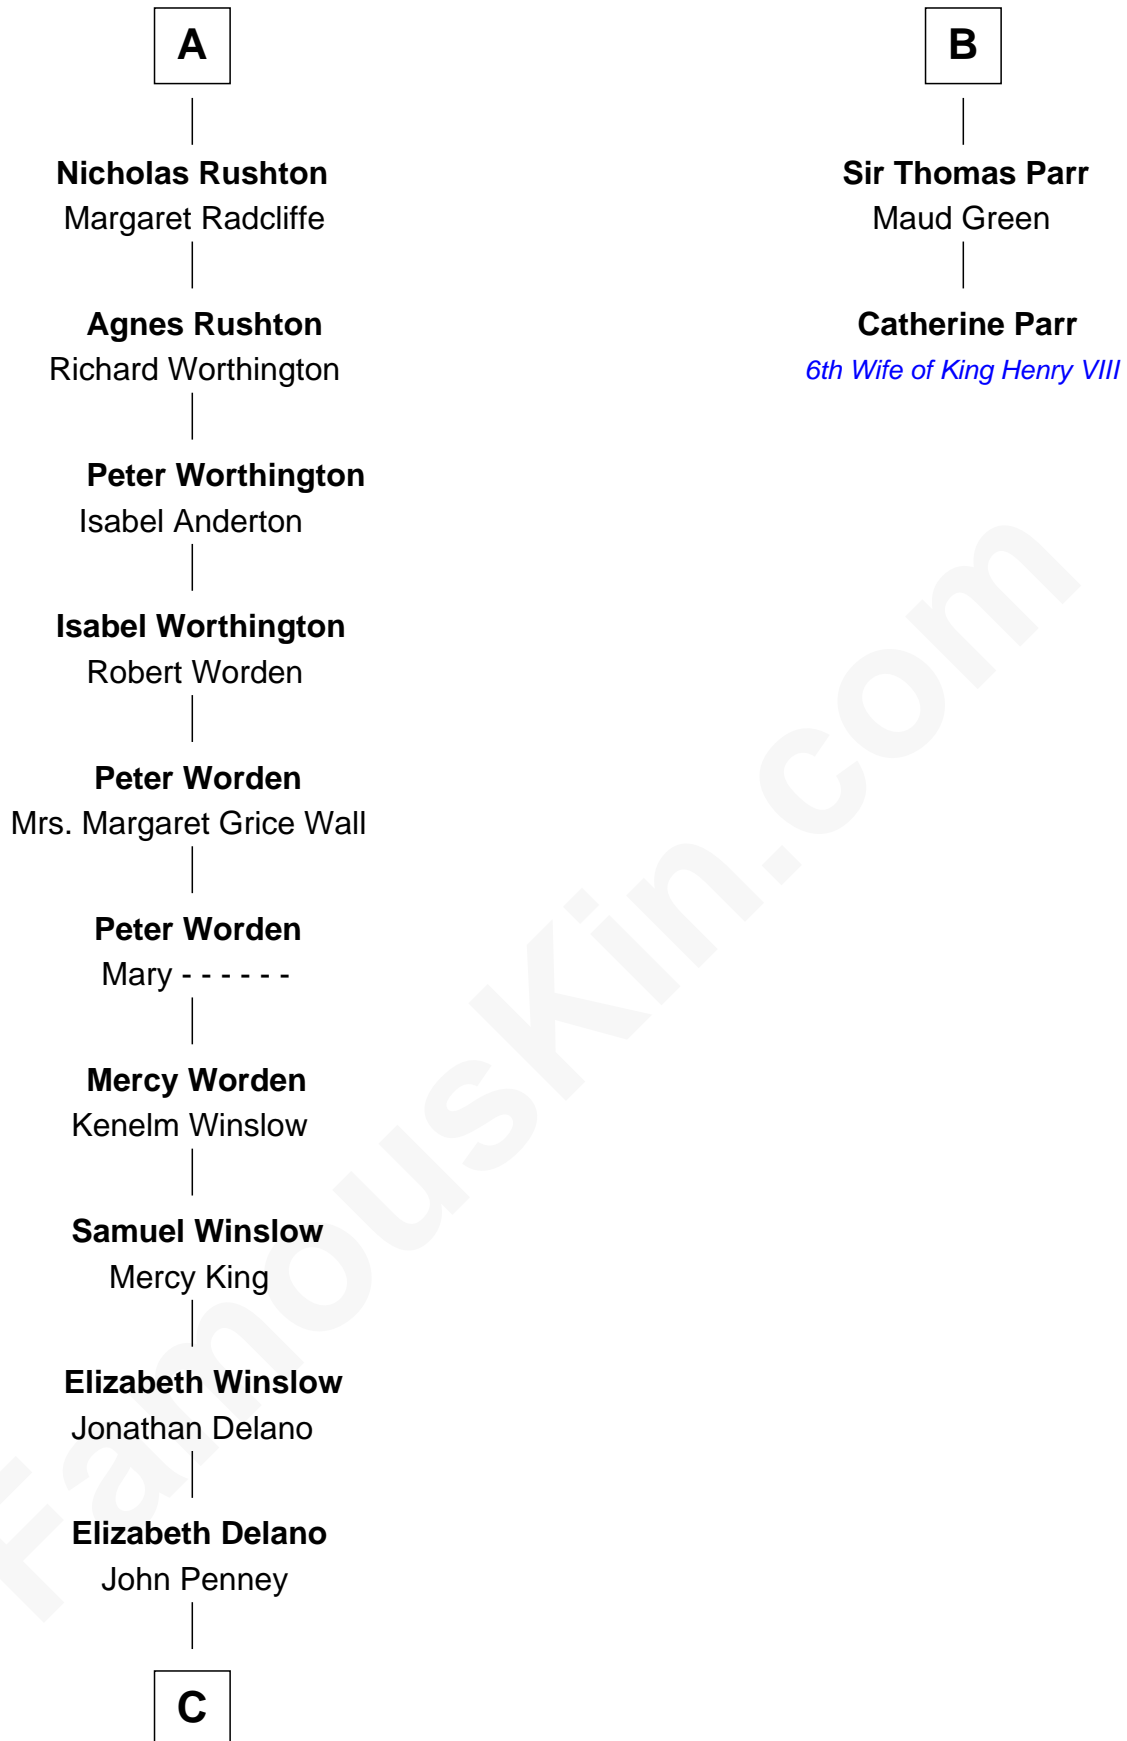 A
Nicholas Rushton
Margaret Radcliffe
Agnes Rushton
Richard Worthington
Peter Worthington
Isabel Anderton
Isabel Worthington
Robert Worden
Peter Worden
Mrs. Margaret Grice Wall
Peter Worden
Mary - - - - - -
Mercy Worden
Kenelm Winslow
Samuel Winslow
Mercy King
Elizabeth Winslow
Jonathan Delano
Elizabeth Delano
John Penney
C
B
Sir Thomas Parr
Maud Green
Catherine Parr
6th Wife of King Henry VIII
FamousKin.com